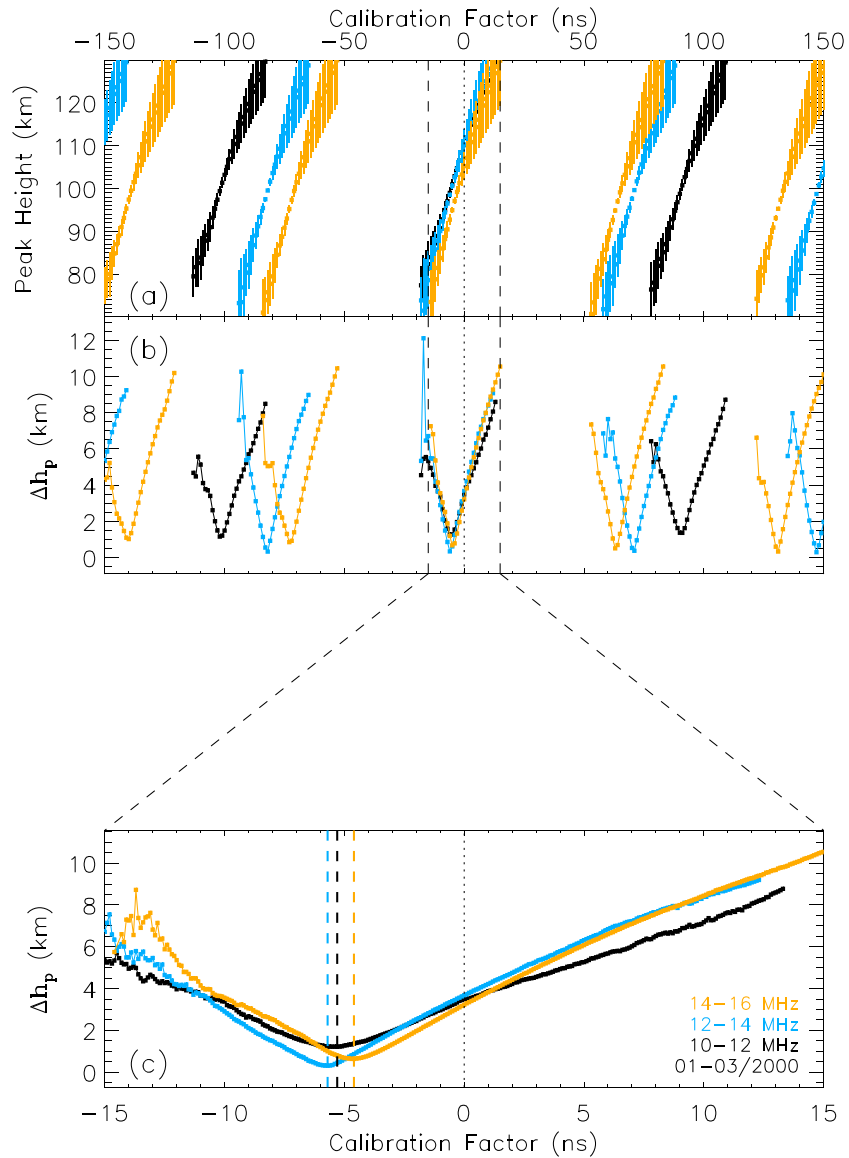 Calibration Factor (ns)
−150 −100 −50 0 50 100 150
Peak Height (km)
120
100
80
(a)
Δhp (km)
12
10
8
6
4
2
0
(b)
Δhp (km)
10
8
6
4
2
0
14−16 MHz
12−14 MHz
10−12 MHz
(c) 01−03/2000
−15 −10 −5 0 5 10 15
Calibration Factor (ns)